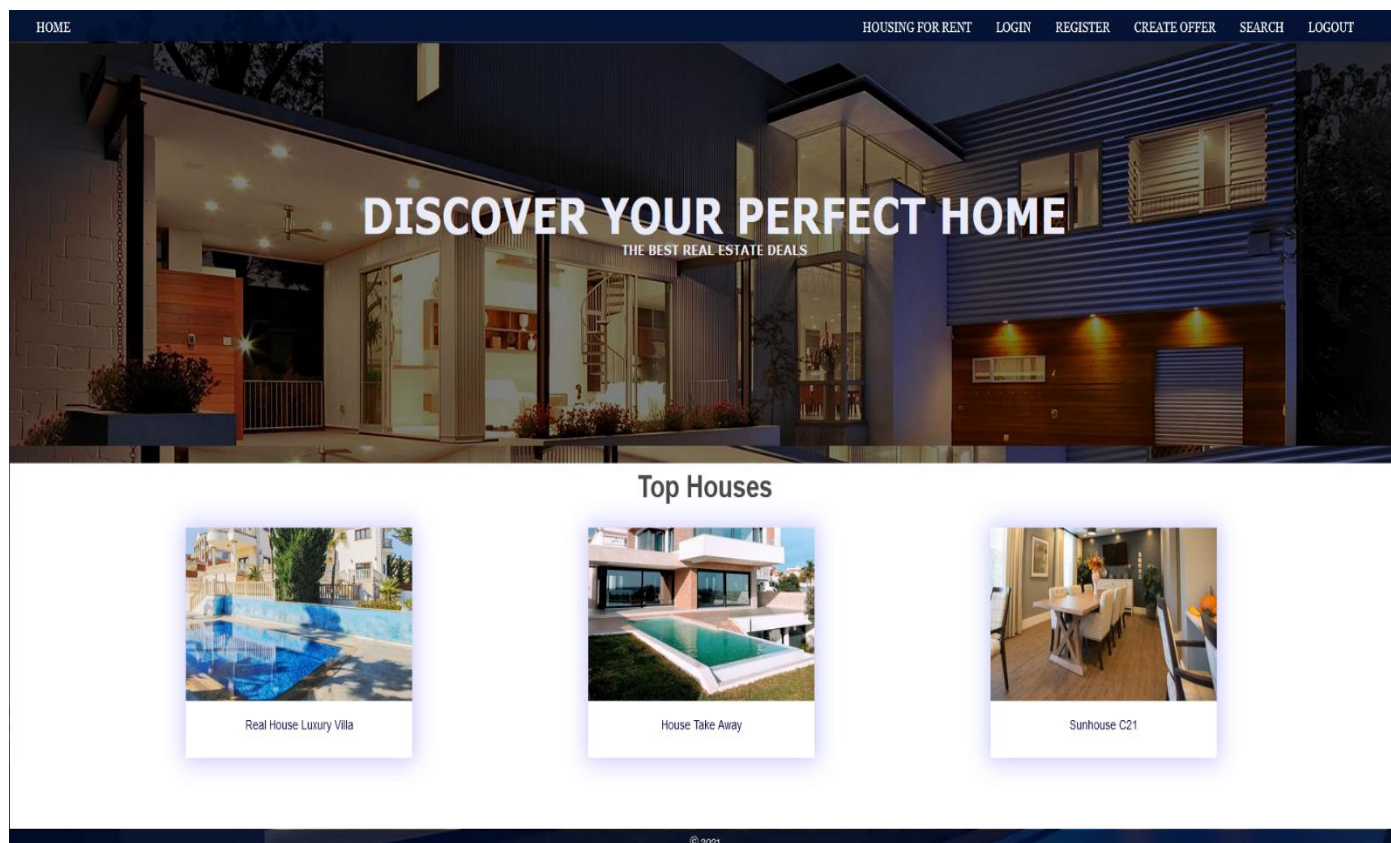 HOME HOUSING FOR RENT LOGIN REGISTER CREATE OFFER SEARCH LOGOUT
DISCOVER YOUR PERFECT HOME
THE BEST REAL ESTATE DEALS
Top Houses
Real House Luxury Villa House Take Away Sunhouse C21
© 2021